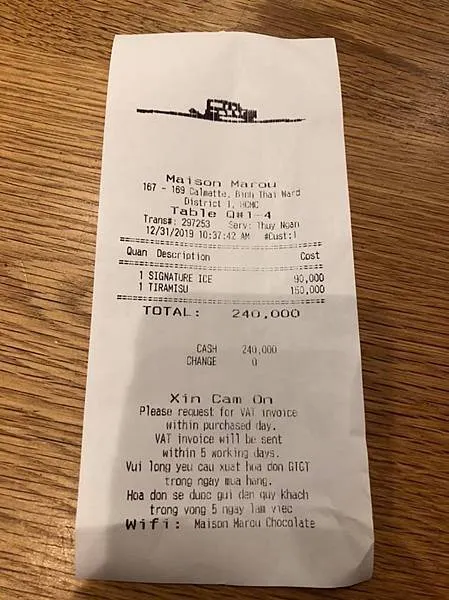 Maison Marou
167 - 169 Calmette, Binh Thai Ward
District 1, HCMC
Table Q#1-4
Trans#: 297253 Serv: Thuy Ngan
12/31/2019 10:37:42 AM #Cust:1
Quan Description Cost
1 SIGNATURE ICE 90,000
1 TIRAMISU 150,000
TOTAL: 240,000
CASH 240,000
CHANGE 0
Xin Cam On
Please request for VAT invoice
within purchased day.
VAT invoice will be sent
within 5 working days.
Vui long yeu cau xuat hoa don GTGT
trong ngay mua hang.
Hoa don se duoc gui den quy khach
trong vong 5 ngay lam viec
Wifi: Maison Marou Chocolate